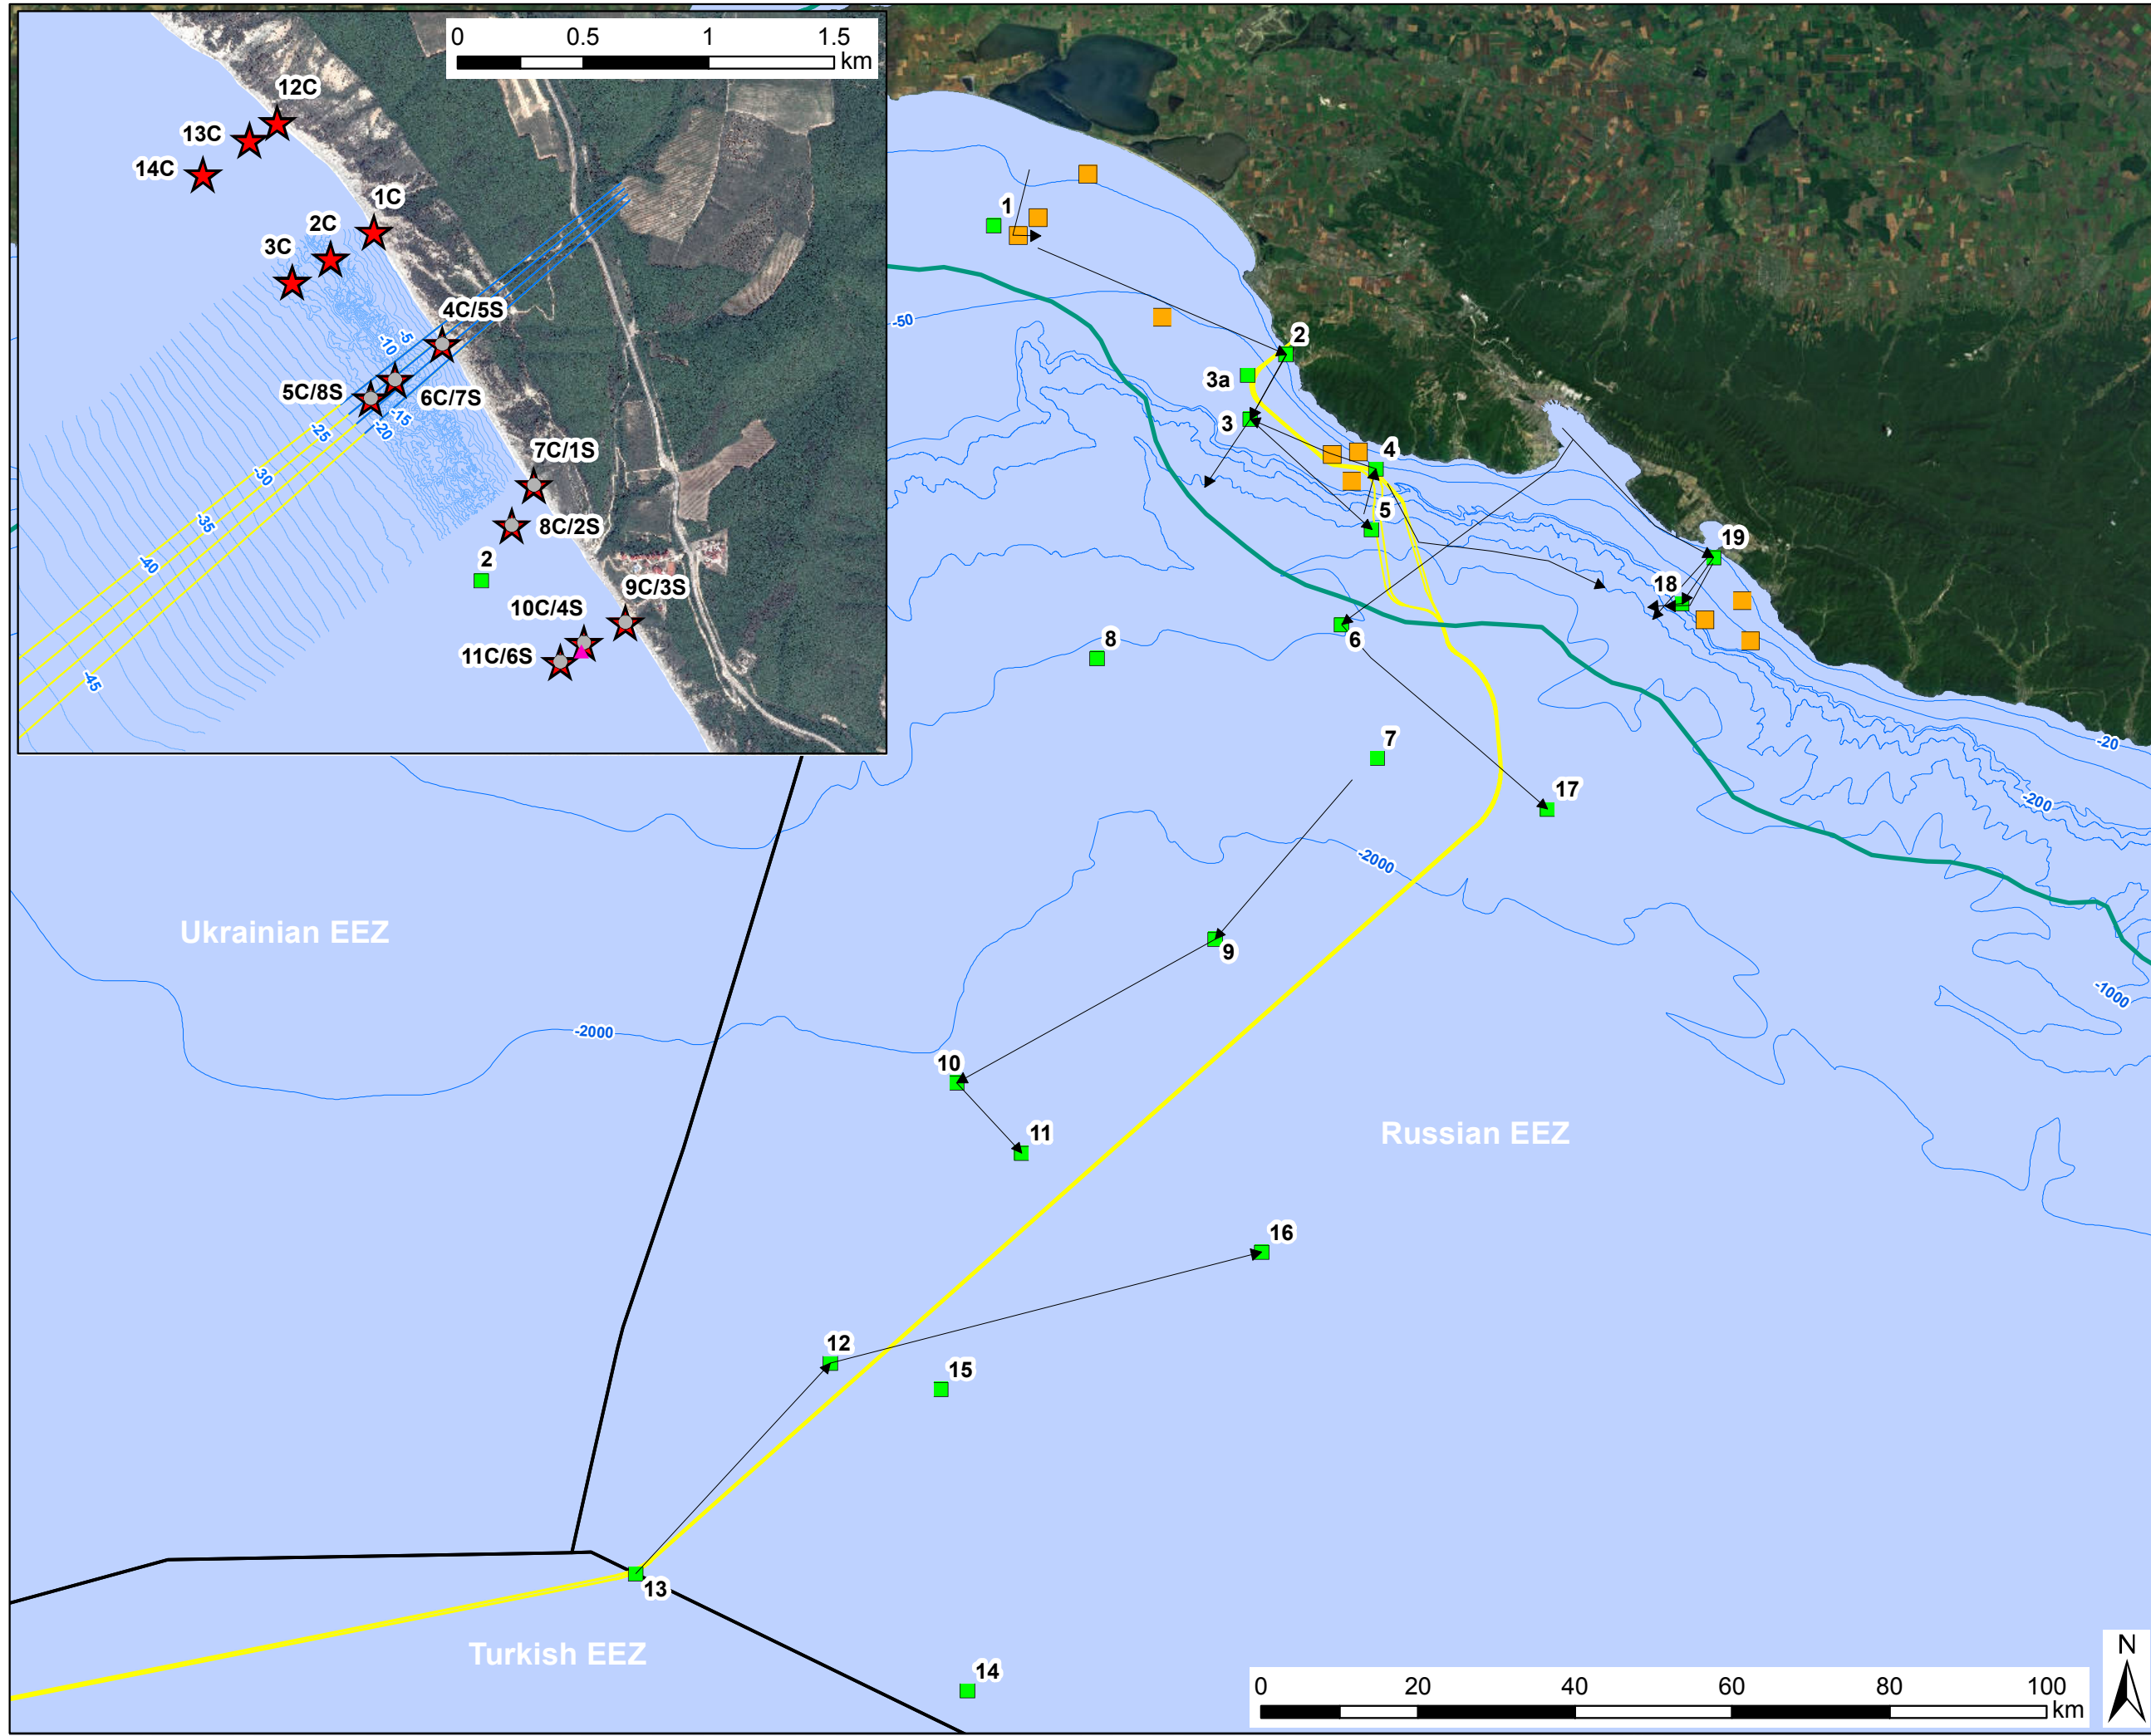 0 0.5 1 1.5
km
12C
13C
14C
1C
2C
3C
4C/5S
-5
-10
5C/8S
6C/7S
-15
-20
-25
-30
7C/1S
-35
8C/2S
-40
2
9C/3S
10C/4S
11C/6S
-45
1
-50
2
3a
3
4
5
19
18
6
8
-20
7
17
-200
-2000
Ukrainian EEZ
9
-1000
-2000
10
11
Russian EEZ
16
12
15
13
Turkish EEZ
14
N
0 20 40 60 80 100
km